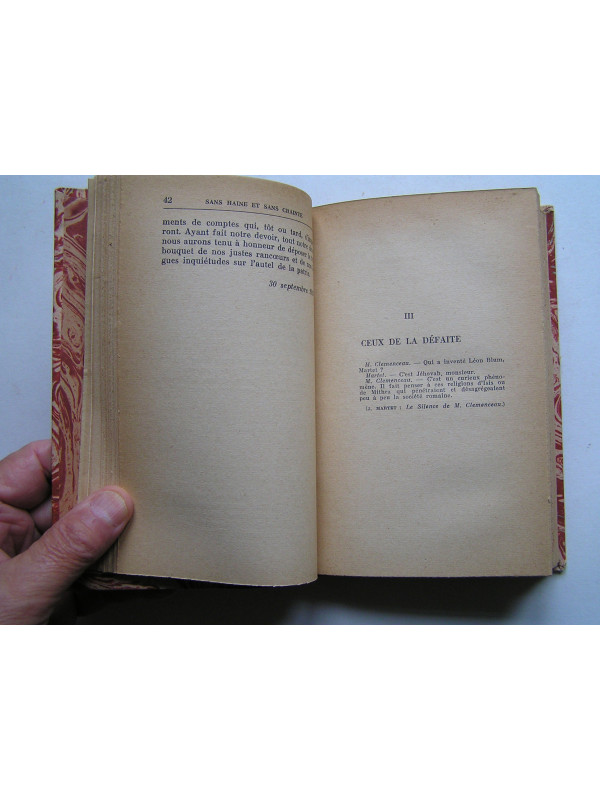 42 SANS HAINE ET SANS CRAINTE
ments de comptes qui, tôt ou tard,
ront. Ayant fait notre devoir, tout notre
nous aurons tenu à honneur de déposer
bouquet de nos justes rancœurs et de
gues inquiétudes sur l'autel de la patrie.
30 septembre
III
CEUX DE LA DÉFAITE
M. Clemenceau. — Qui a inventé Léon Blum,
Martet ?
Martet. — C'est Jéhovah, monsieur.
M. Clemenceau. — C'est un curieux phéno-
mène. Il fait penser à ces religions d'Isis ou
de Mithra qui pénétraient et désagrégeaient
peu à peu la société romaine.
(J. MARTET : Le Silence de M. Clemenceau.)